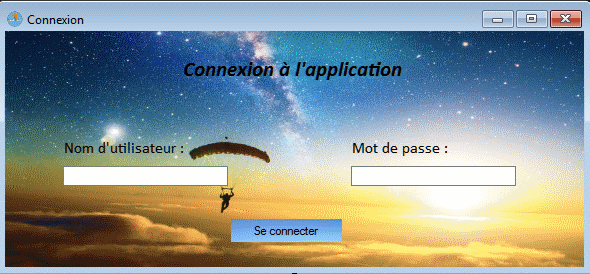 Connexion
Connexion à l'application
Nom d'utilisateur :
Mot de passe :
Se connecter